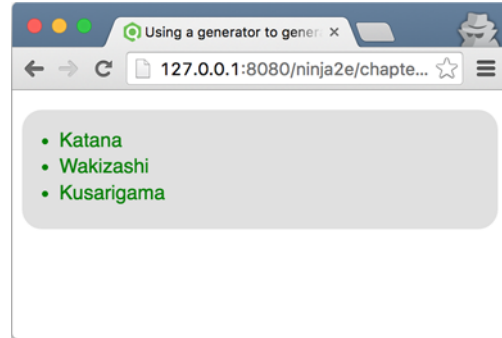 Using a generator to gener
127.0.0.1:8080/ninja2e/chapte...
• Katana
• Wakizashi
• Kusarigama